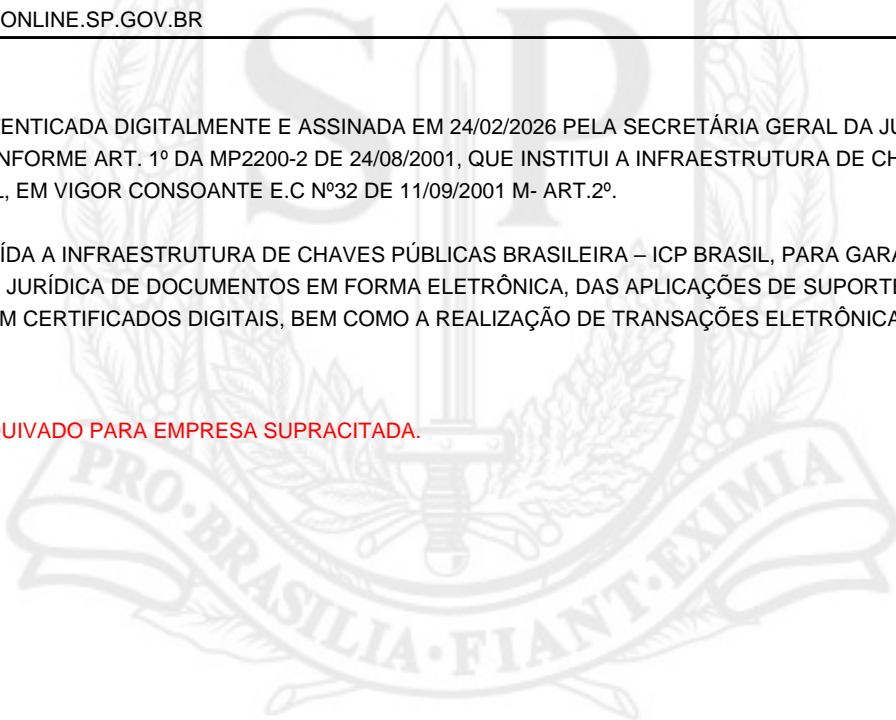 ONLINE.SP.GOV.BR
ENTICADA DIGITALMENTE E ASSINADA EM 24/02/2026 PELA SECRETÁRIA GERAL DA JU
NFORME ART. 1º DA MP2200-2 DE 24/08/2001, QUE INSTITUI A INFRAESTRUTURA DE CH
L, EM VIGOR CONSOANTE E.C Nº32 DE 11/09/2001 M- ART.2º.
ÍDA A INFRAESTRUTURA DE CHAVES PÚBLICAS BRASILEIRA – ICP BRASIL, PARA GARA
JURÍDICA DE DOCUMENTOS EM FORMA ELETRÔNICA, DAS APLICAÇÕES DE SUPORTE
M CERTIFICADOS DIGITAIS, BEM COMO A REALIZAÇÃO DE TRANSAÇÕES ELETRÔNICA
UIVADO PARA EMPRESA SUPRACITADA.
SP
PRO·BRASILIA·FIANT·EXIMIA